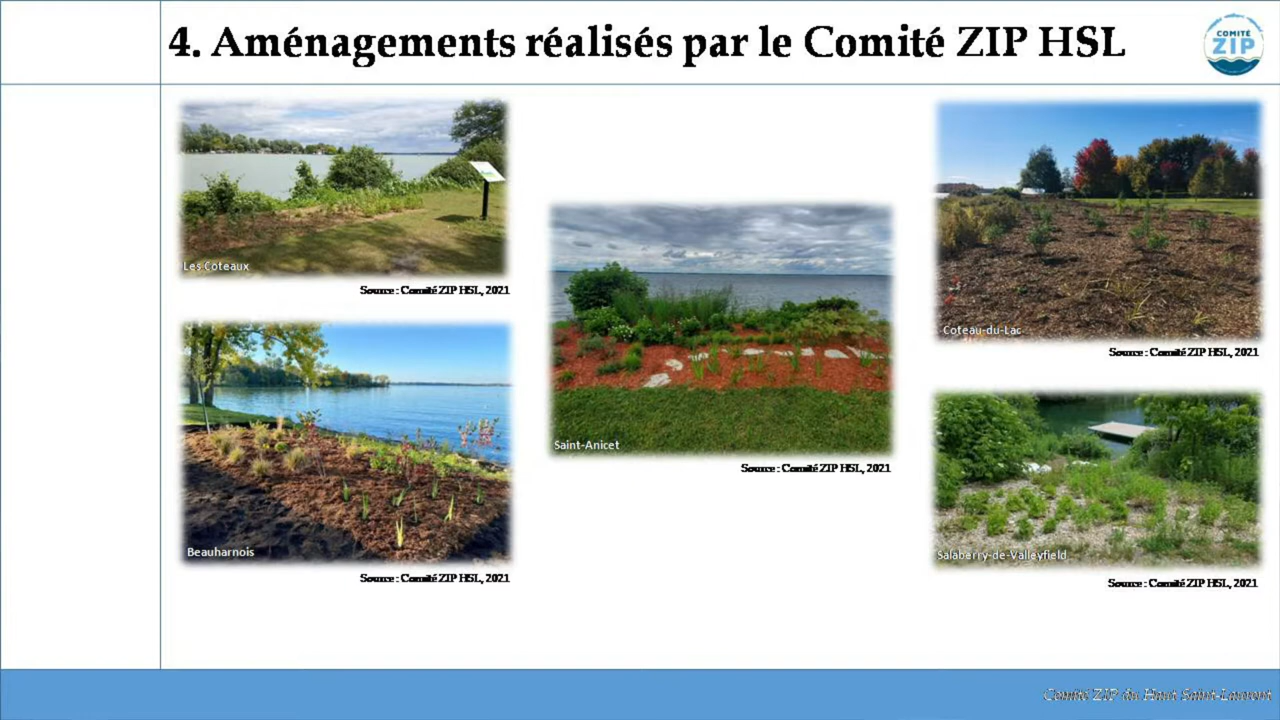 4. Aménagements réalisés par le Comité ZIP HSL
COMITÉ
ZIP
Les Coteaux
Source : Comité ZIP HSL, 2021
Beauharnois
Source : Comité ZIP HSL, 2021
Saint-Anicet
Source : Comité ZIP HSL, 2021
Coteau-du-Lac
Source : Comité ZIP HSL, 2021
Salaberry-de-Valleyfield
Source : Comité ZIP HSL, 2021
Comité ZIP du Haut Saint-Laurent